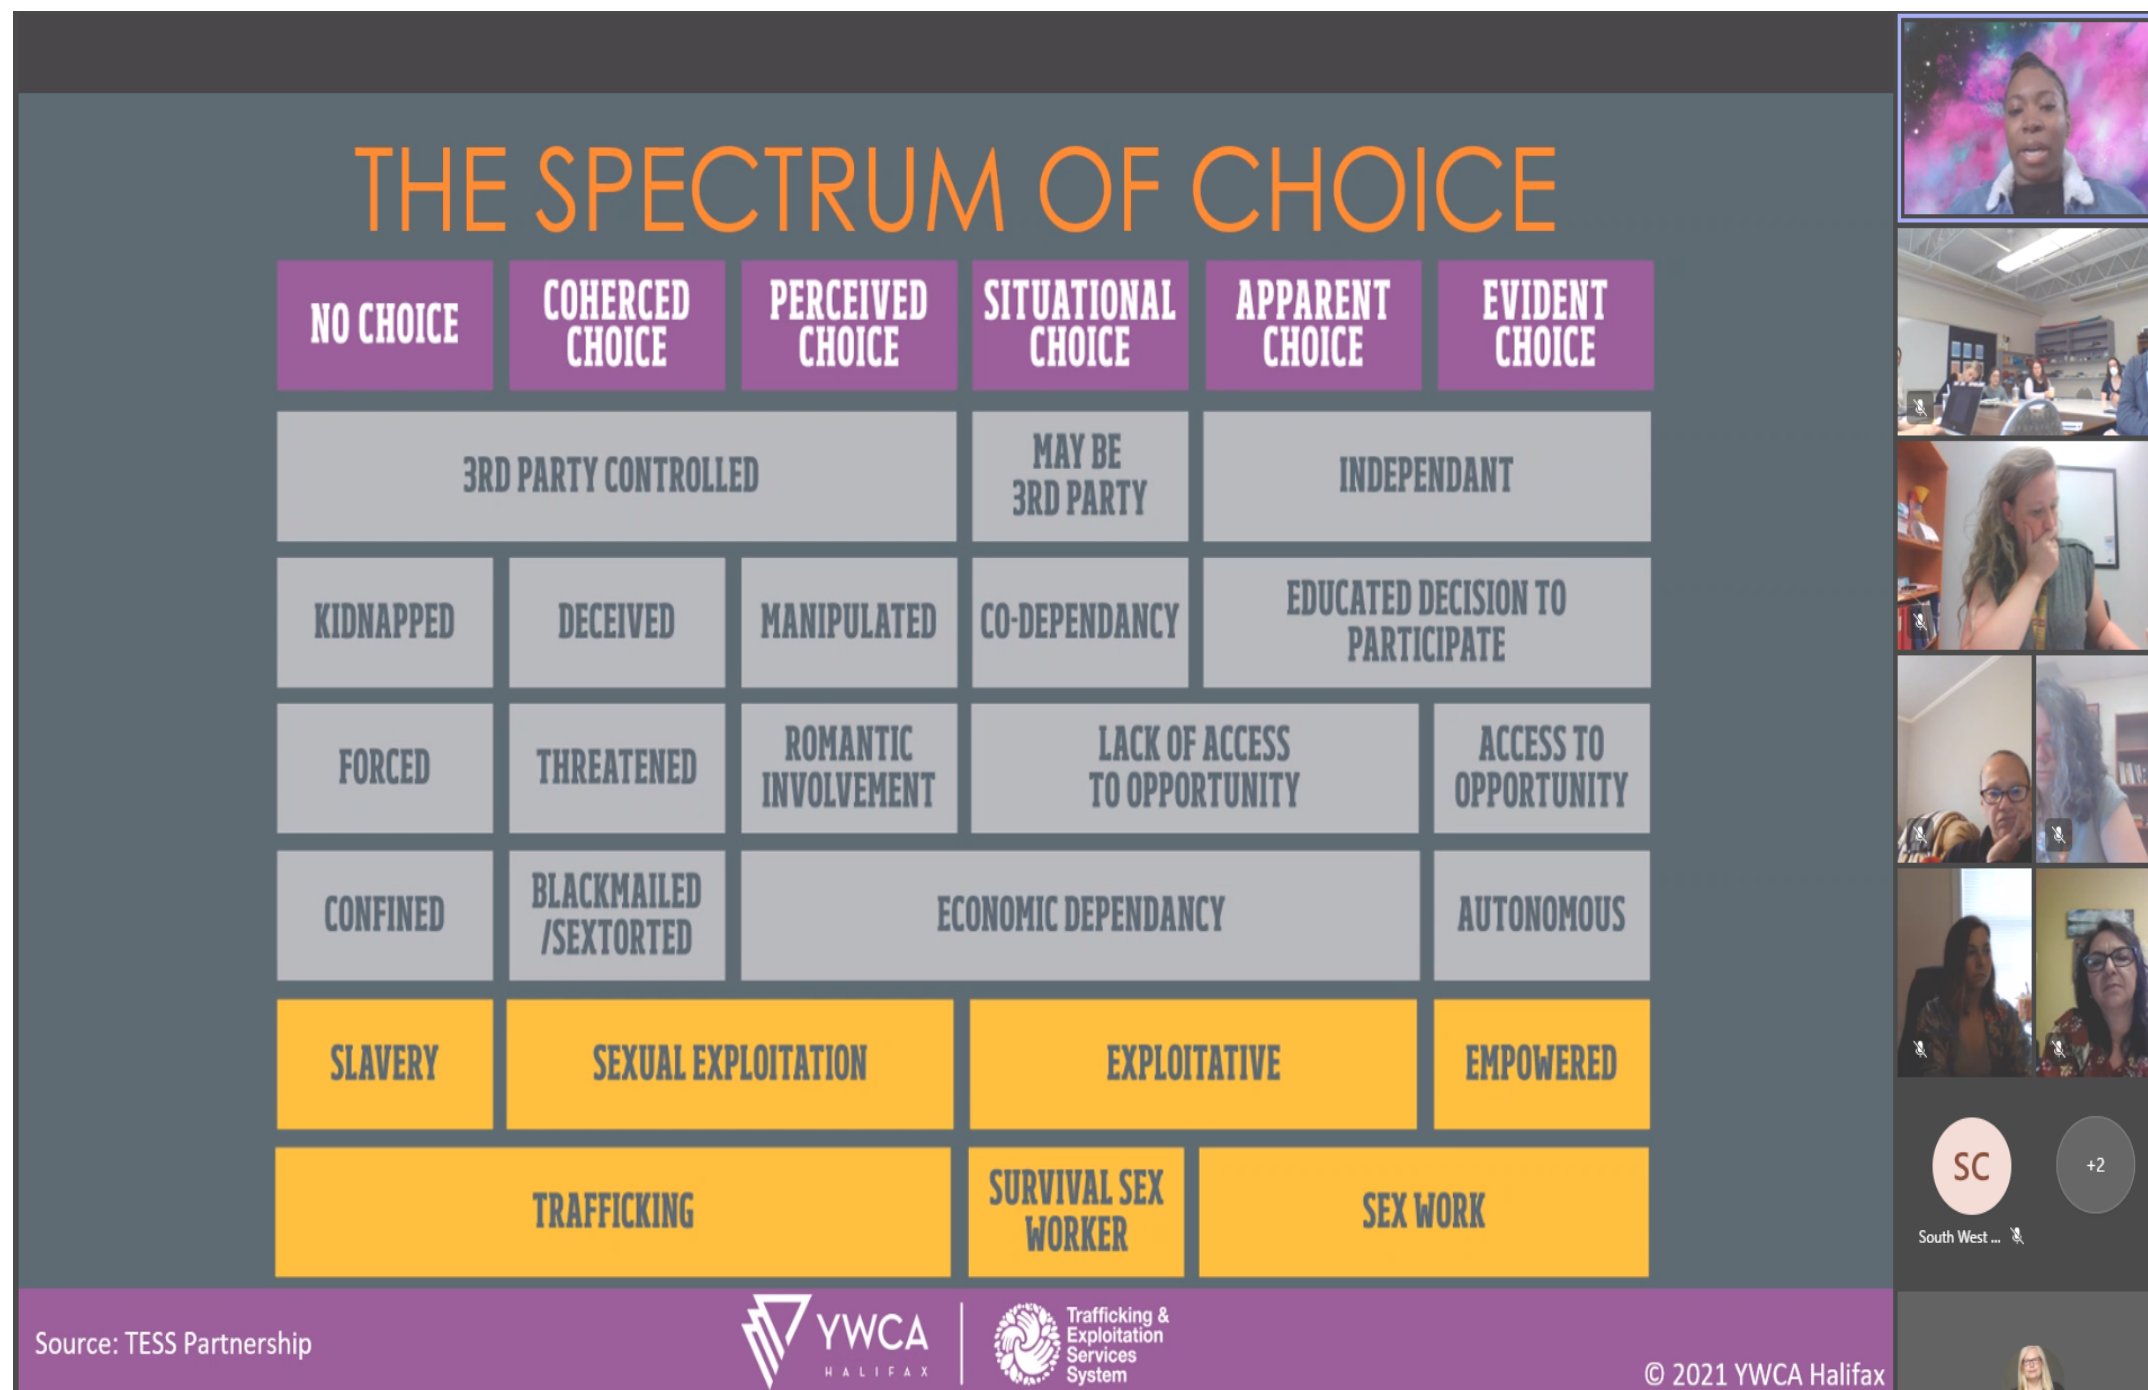 THE SPECTRUM OF CHOICE
NO CHOICE
COHERCED
CHOICE
PERCEIVED
CHOICE
SITUATIONAL
CHOICE
APPARENT
CHOICE
EVIDENT
CHOICE
3RD PARTY CONTROLLED
MAY BE
3RD PARTY
INDEPENDANT
KIDNAPPED
DECEIVED
MANIPULATED
CO-DEPENDANCY
EDUCATED DECISION TO
PARTICIPATE
FORCED
THREATENED
ROMANTIC
INVOLVEMENT
LACK OF ACCESS
TO OPPORTUNITY
ACCESS TO
OPPORTUNITY
CONFINED
BLACKMAILED
/SEXTORTED
ECONOMIC DEPENDANCY
AUTONOMOUS
SLAVERY
SEXUAL EXPLOITATION
EXPLOITATIVE
EMPOWERED
TRAFFICKING
SURVIVAL SEX
WORKER
SEX WORK
Source: TESS Partnership
YWCA
HALIFAX
Trafficking &
Exploitation
Services
System
© 2021 YWCA Halifax
SC
+2
South West ...